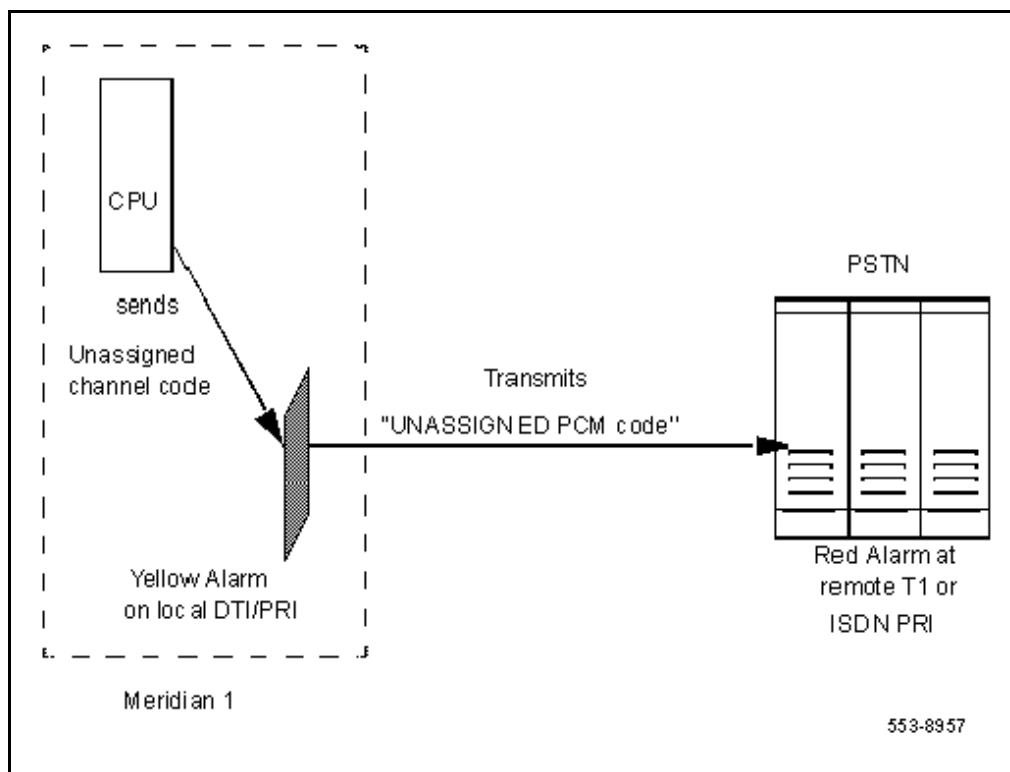 CPU
sends
Unassigned
channel code
Yellow Alarm
on local DTI/PRI
Meridian 1
Transmits
"UNASSIGNED PCM code"
PSTN
Red Alarm at
remote T1 or
ISDN PRI
553-8957